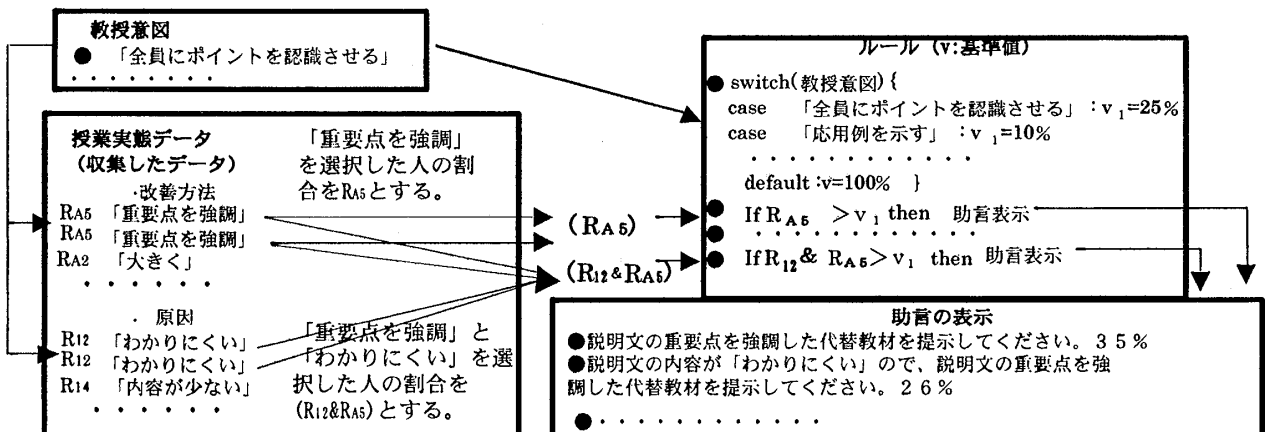 教授意図
● 「全員にポイントを認識させる」
・・・・・・・・
授業実態データ
(収集したデータ)
・改善方法
RA5 「重要点を強調」
RA5 「重要点を強調」
RA2 「大きく」
・・・・・・
・ 原因
R12 「わかりにくい」
R12 「わかりにくい」
R14 「内容が少ない」
・・・・・・
「重要点を強調」
を選択した人の割
合をRA5とする。
「重要点を強調」と
「わかりにくい」を選
択した人の割合を
(R12&RA5)とする。
(RA5)
(R12&RA5)
ルール (v:基準値)
● switch(教授意図) {
case 「全員にポイントを認識させる」:v1=25%
case 「応用例を示す」:v1=10%
・・・・・・・・・・・・・
default :v=100% }
● If RA5 >v1 then 助言表示
● ・・・・・・・・・・・・・
● If R12 & RA5>v1 then 助言表示
助言の表示
●説明文の重要点を強調した代替教材を提示してください。35%
●説明文の内容が「わかりにくい」ので、説明文の重要点を強
調した代替教材を提示してください。26%
●・・・・・・・・・・・・